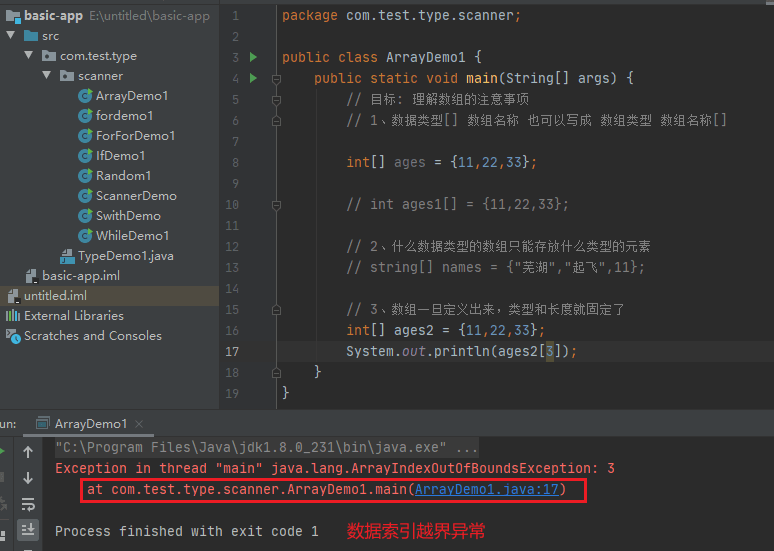 basic-app E:\untitled\basic-app
src
com.test.type
scanner
ArrayDemo1
fordemo1
ForForDemo1
IfDemo1
Random1
ScannerDemo
SwithDemo
WhileDemo1
TypeDemo1.java
basic-app.iml
untitled.iml
External Libraries
Scratches and Consoles
1 package com.test.type.scanner;
2
3 public class ArrayDemo1 {
4 public static void main(String[] args) {
5 // 目标: 理解数组的注意事项
6 // 1、数据类型[] 数组名称 也可以写成 数组类型 数组名称[]
7
8 int[] ages = {11,22,33};
9
10 // int ages1[] = {11,22,33};
11
12 // 2、什么数据类型的数组只能存放什么类型的元素
13 // string[] names = {"芜湖","起飞",11};
14
15 // 3、数组一旦定义出来，类型和长度就固定了
16 int[] ages2 = {11,22,33};
17 System.out.println(ages2[3]);
18 }
19 }
un: ArrayDemo1 ×
"C:\Program Files\Java\jdk1.8.0_231\bin\java.exe" ...
Exception in thread "main" java.lang.ArrayIndexOutOfBoundsException: 3
at com.test.type.scanner.ArrayDemo1.main(ArrayDemo1.java:17)
Process finished with exit code 1 数据索引越界异常